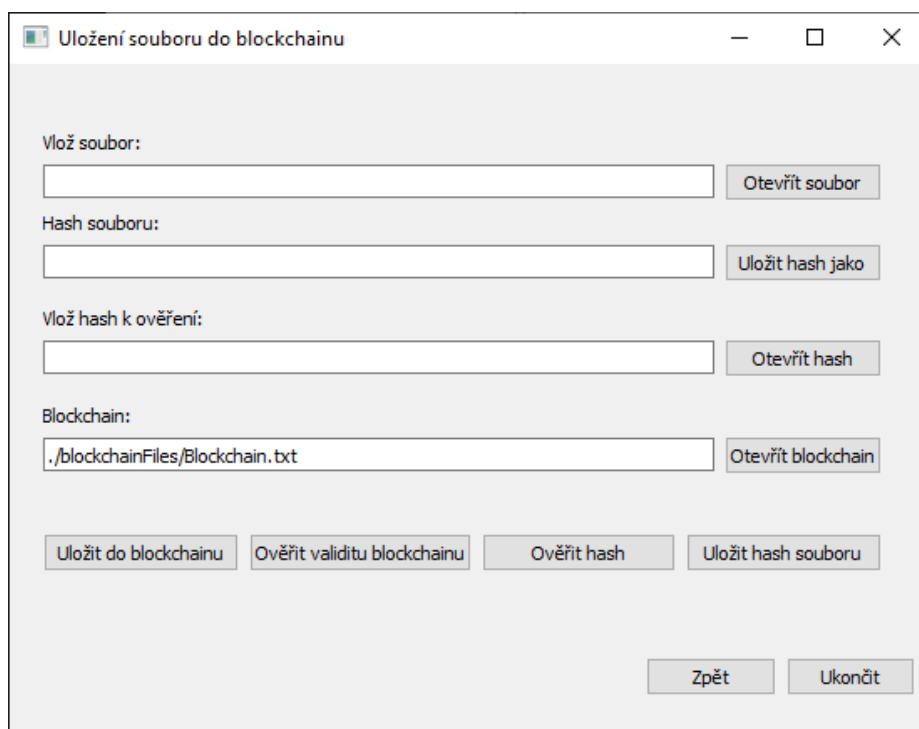 Uložení souboru do blockchainu
Vlož soubor:
Otevřít soubor
Hash souboru:
Uložit hash jako
Vlož hash k ověření:
Otevřít hash
Blockchain:
./blockchainFiles/Blockchain.txt Otevřít blockchain
Uložit do blockchainu Ověřit validitu blockchainu Ověřit hash Uložit hash souboru
Zpět Ukončit